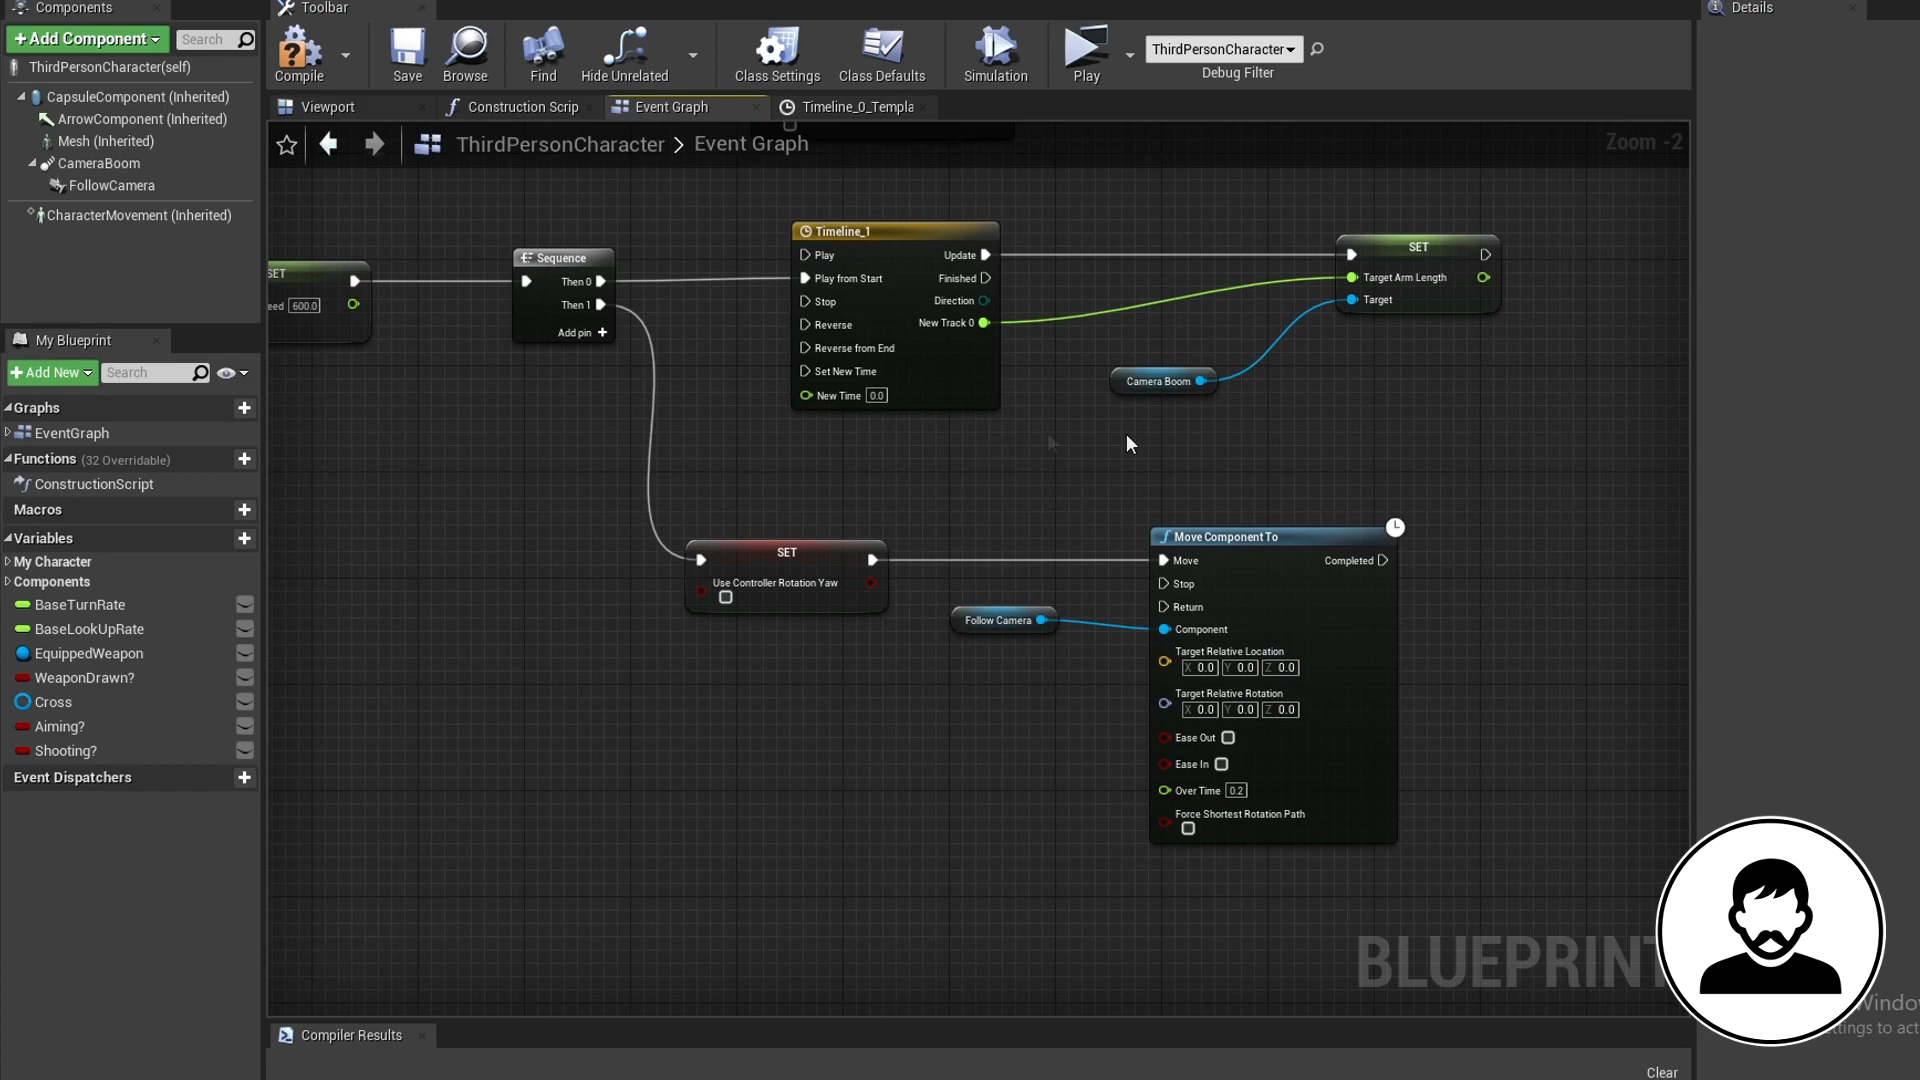 Components
Toolbar
Details
Add Component
Search
ThirdPersonCharacter(self)
CapsuleComponent (Inherited)
ArrowComponent (Inherited)
Mesh (Inherited)
CameraBoom
FollowCamera
CharacterMovement (Inherited)
Compile
Save
Browse
Find
Hide Unrelated
Class Settings
Class Defaults
Simulation
Play
ThirdPersonCharacter
Debug Filter
Viewport
Construction Scrip
Event Graph
Timeline_0_Templa
ThirdPersonCharacter > Event Graph
Zoom -2
My Blueprint
Add New
Search
Graphs
EventGraph
Functions (32 Overridable)
ConstructionScript
Macros
Variables
My Character
Components
BaseTurnRate
BaseLookUpRate
EquippedWeapon
WeaponDrawn?
Cross
Aiming?
Shooting?
Event Dispatchers
SET
eed 600.0
Sequence
Then 0
Then 1
Add pin +
Timeline_1
Play
Update
Play from Start
Finished
Stop
Direction
Reverse
New Track 0
Reverse from End
Set New Time
New Time 0.0
SET
Target Arm Length
Target
Camera Boom
SET
Use Controller Rotation Yaw
Follow Camera
Move Component To
Move
Completed
Stop
Return
Component
Target Relative Location
X 0.0 Y 0.0 Z 0.0
Target Relative Rotation
X 0.0 Y 0.0 Z 0.0
Ease Out
Ease In
Over Time 0.2
Force Shortest Rotation Path
BLUEPRINT
Windo
ttings to act
Compiler Results
Clear